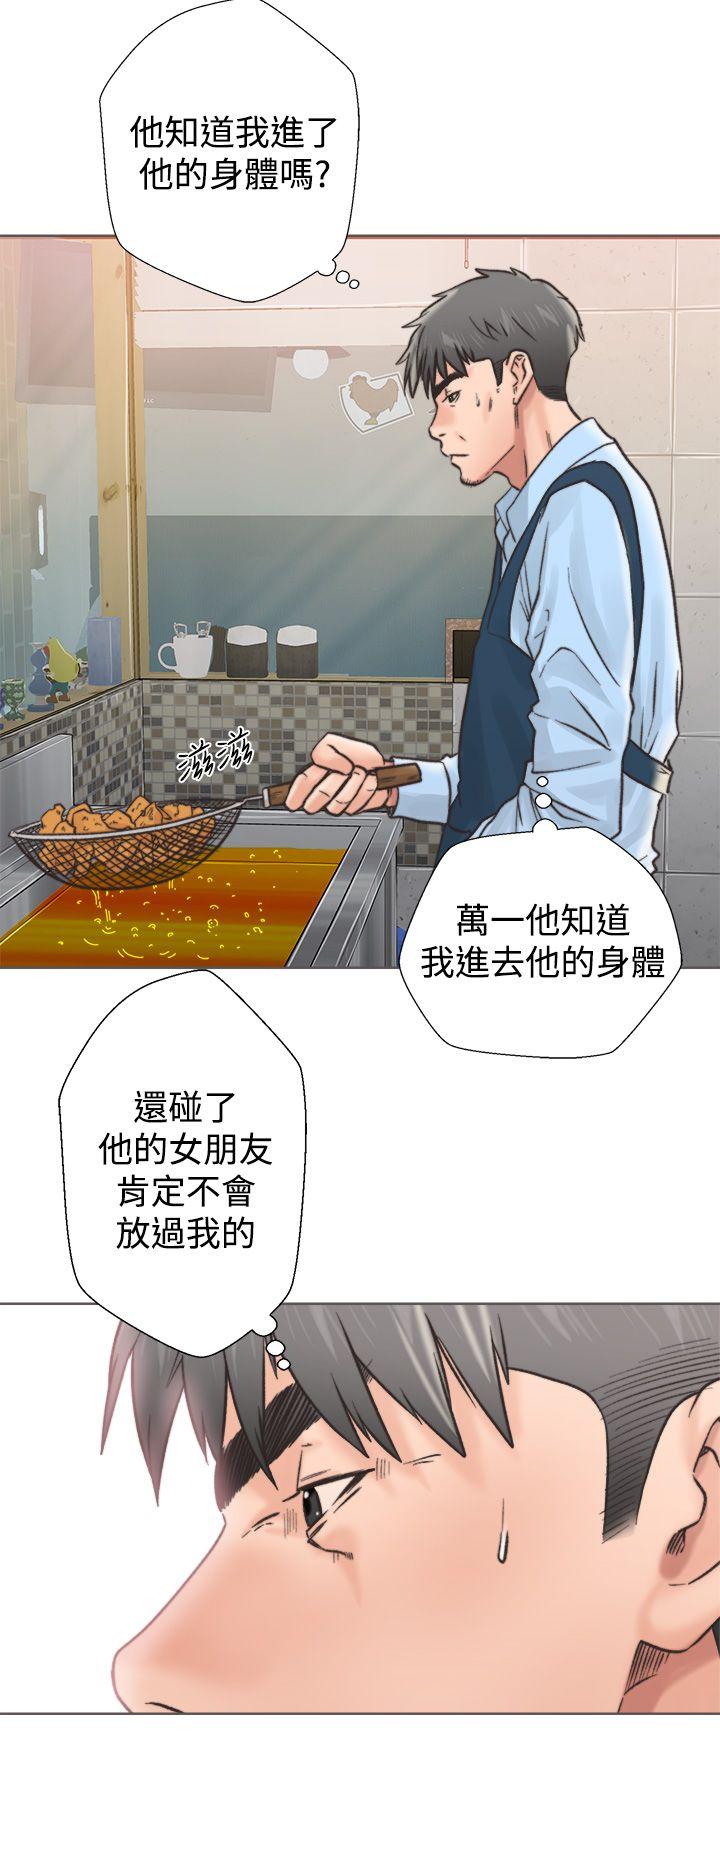 他知道我進了
他的身體嗎?
滋滋
萬一他知道
我進去他的身體
還碰了
他的女朋友
肯定不會
放過我的